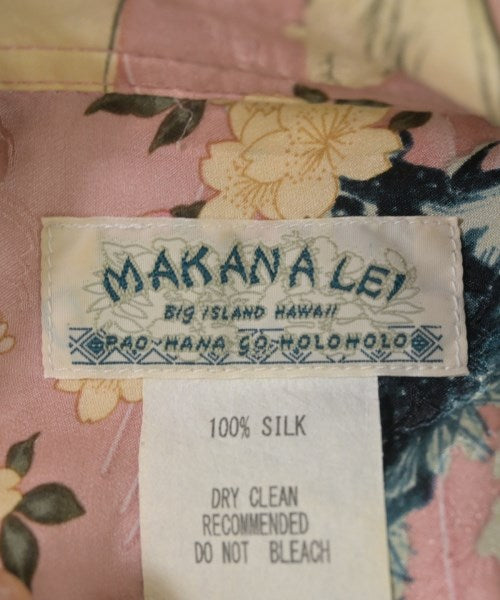 MAKANA LEI
BIG ISLAND HAWAII
PAO-HANA GO-HOLOHOLO
100% SILK
DRY CLEAN
RECOMMENDED
DO NOT BLEACH